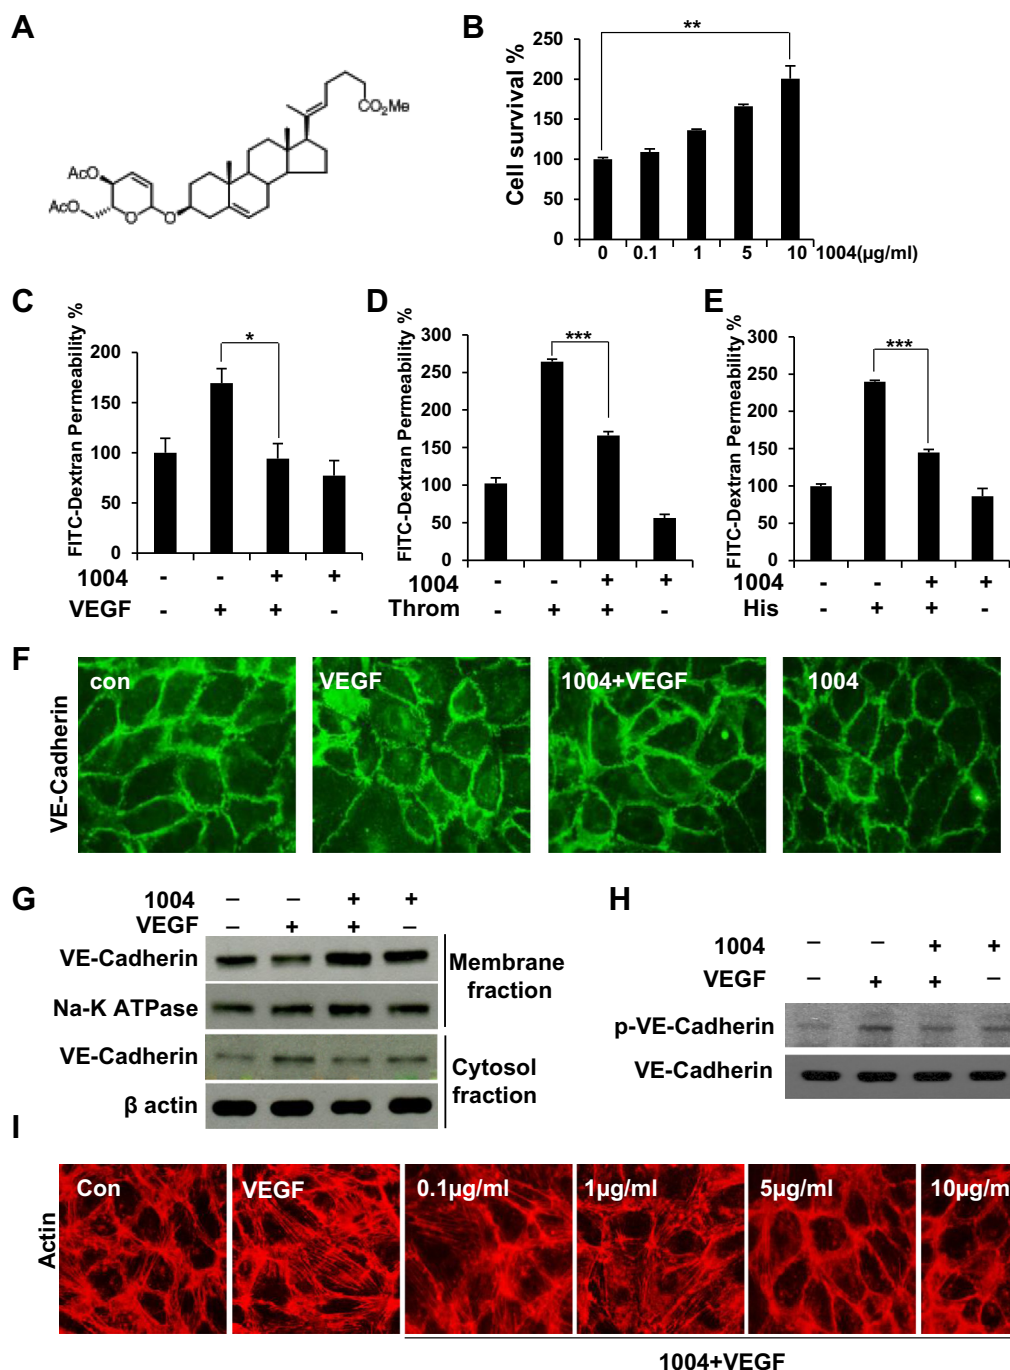 A
CO₂Me
AcO
AcO
O
O
B
**
Cell survival %
250
200
150
100
50
0
0 0.1 1 5 10 1004(µg/ml)
C
*
FITC-Dextran Permeability %
200
150
100
50
0
1004 - - + +
VEGF - + + -
D
***
FITC-Dextran Permeability %
300
250
200
150
100
50
0
1004 - - + +
Throm - + + -
E
***
FITC-Dextran Permeability %
300
250
200
150
100
50
0
1004 - - + +
His - + + -
F
VE-Cadherin
con VEGF 1004+VEGF 1004
G
1004 – – + +
VEGF – + + –
VE-Cadherin
Na-K ATPase
Membrane
fraction
VE-Cadherin
β actin
Cytosol
fraction
H
1004 – – + +
VEGF – + + –
p-VE-Cadherin
VE-Cadherin
I
Actin
Con VEGF 0.1µg/ml 1µg/ml 5µg/ml 10µg/m
1004+VEGF